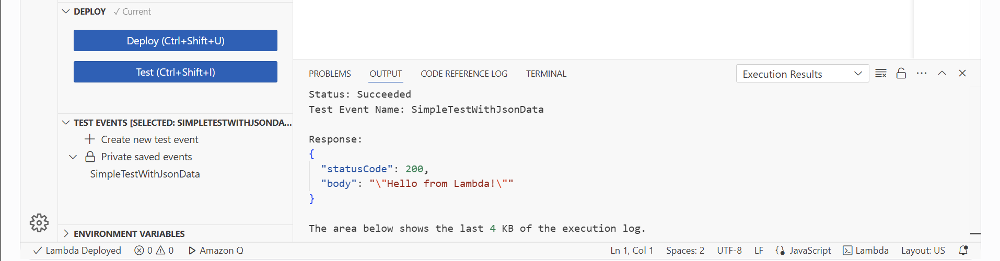 DEPLOY ✓ Current
Deploy (Ctrl+Shift+U)
Test (Ctrl+Shift+I)
TEST EVENTS [SELECTED: SIMPLETESTWITHJSONDA...
Create new test event
Private saved events
SimpleTestWithJsonData
ENVIRONMENT VARIABLES
PROBLEMS OUTPUT CODE REFERENCE LOG TERMINAL Execution Results
Status: Succeeded
Test Event Name: SimpleTestWithJsonData
Response:
{
"statusCode": 200,
"body": "\"Hello from Lambda!\""
}
The area below shows the last 4 KB of the execution log.
Lambda Deployed 0 0 Amazon Q Ln 1, Col 1 Spaces: 2 UTF-8 LF JavaScript Lambda Layout: US